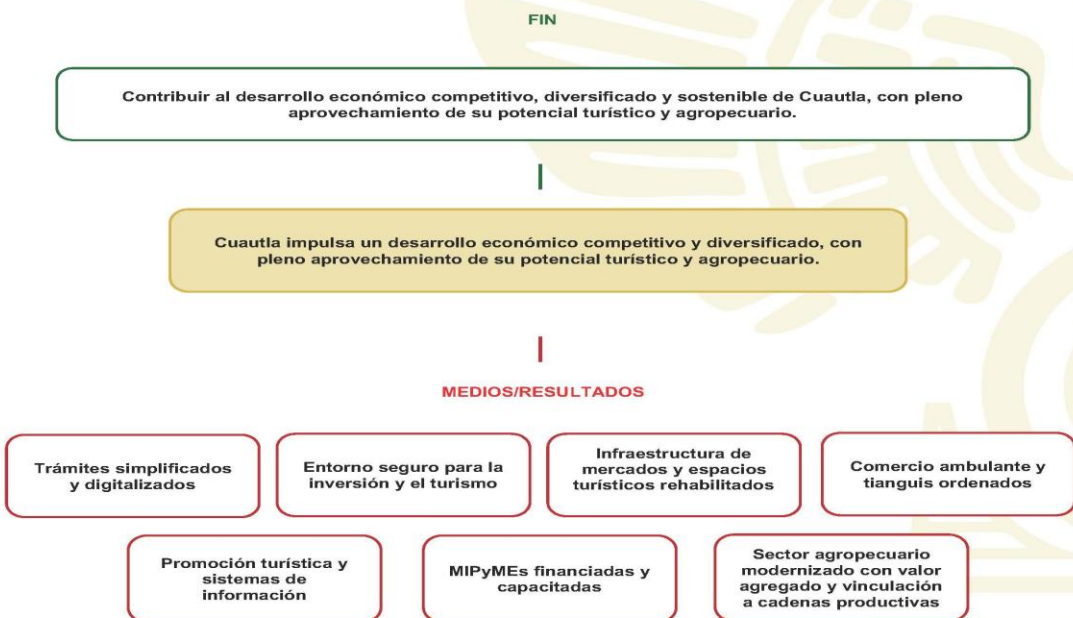 FIN
Contribuir al desarrollo económico competitivo, diversificado y sostenible de Cuautla, con pleno
aprovechamiento de su potencial turístico y agropecuario.
Cuautla impulsa un desarrollo económico competitivo y diversificado, con
pleno aprovechamiento de su potencial turístico y agropecuario.
MEDIOS/RESULTADOS
Trámites simplificados
y digitalizados
Entorno seguro para la
inversión y el turismo
Infraestructura de
mercados y espacios
turísticos rehabilitados
Comercio ambulante y
tianguis ordenados
Promoción turística y
sistemas de
información
MIPyMEs financiadas y
capacitadas
Sector agropecuario
modernizado con valor
agregado y vinculación
a cadenas productivas